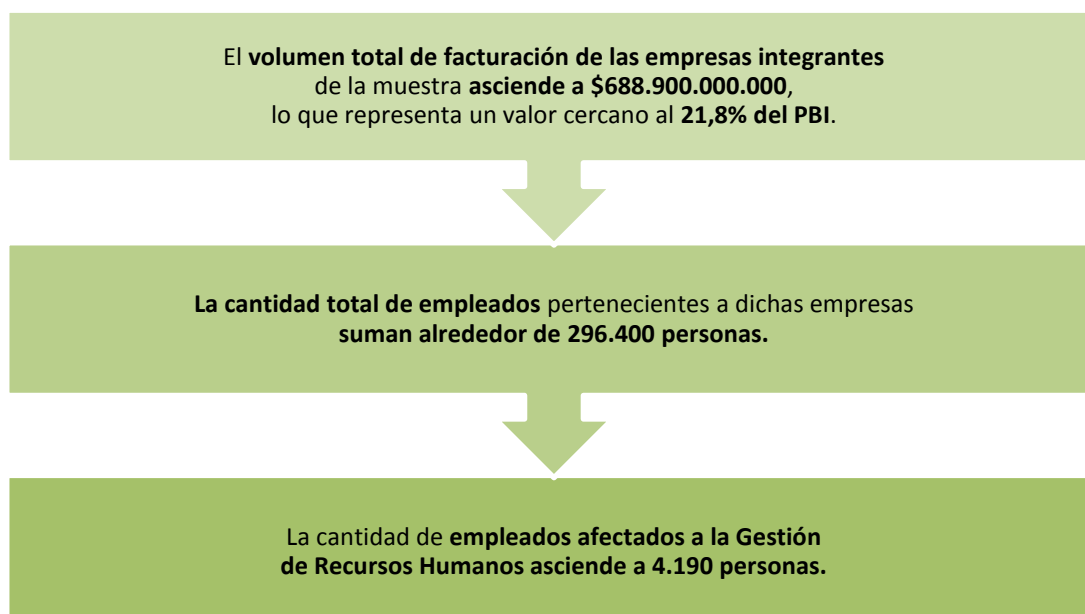 El volumen total de facturación de las empresas integrantes
de la muestra asciende a $688.900.000.000,
lo que representa un valor cercano al 21,8% del PBI.
La cantidad total de empleados pertenecientes a dichas empresas
suman alrededor de 296.400 personas.
La cantidad de empleados afectados a la Gestión
de Recursos Humanos asciende a 4.190 personas.